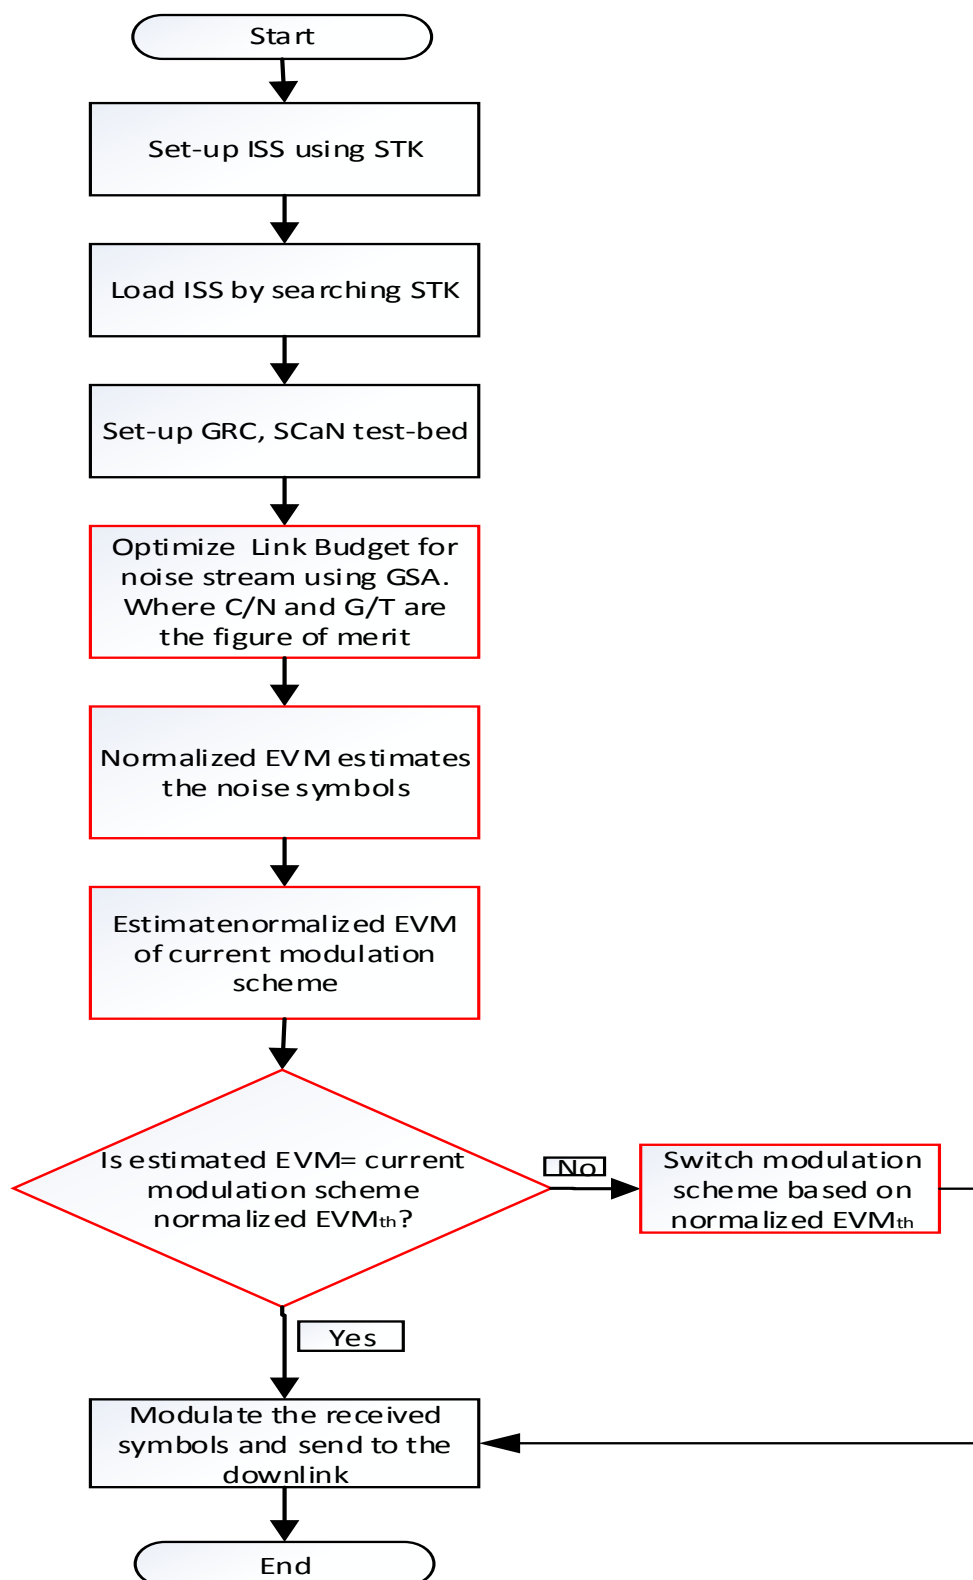 Start
Set-up ISS using STK
Load ISS by searching STK
Set-up GRC, SCaN test-bed
Optimize Link Budget for
noise stream using GSA.
Where C/N and G/T are
the figure of merit
Normalized EVM estimates
the noise symbols
Estimatenormalized EVM
of current modulation
scheme
Is estimated EVM= current
modulation scheme
normalized EVMth?
No
Switch modulation
scheme based on
normalized EVMth
Yes
Modulate the received
symbols and send to the
downlink
End